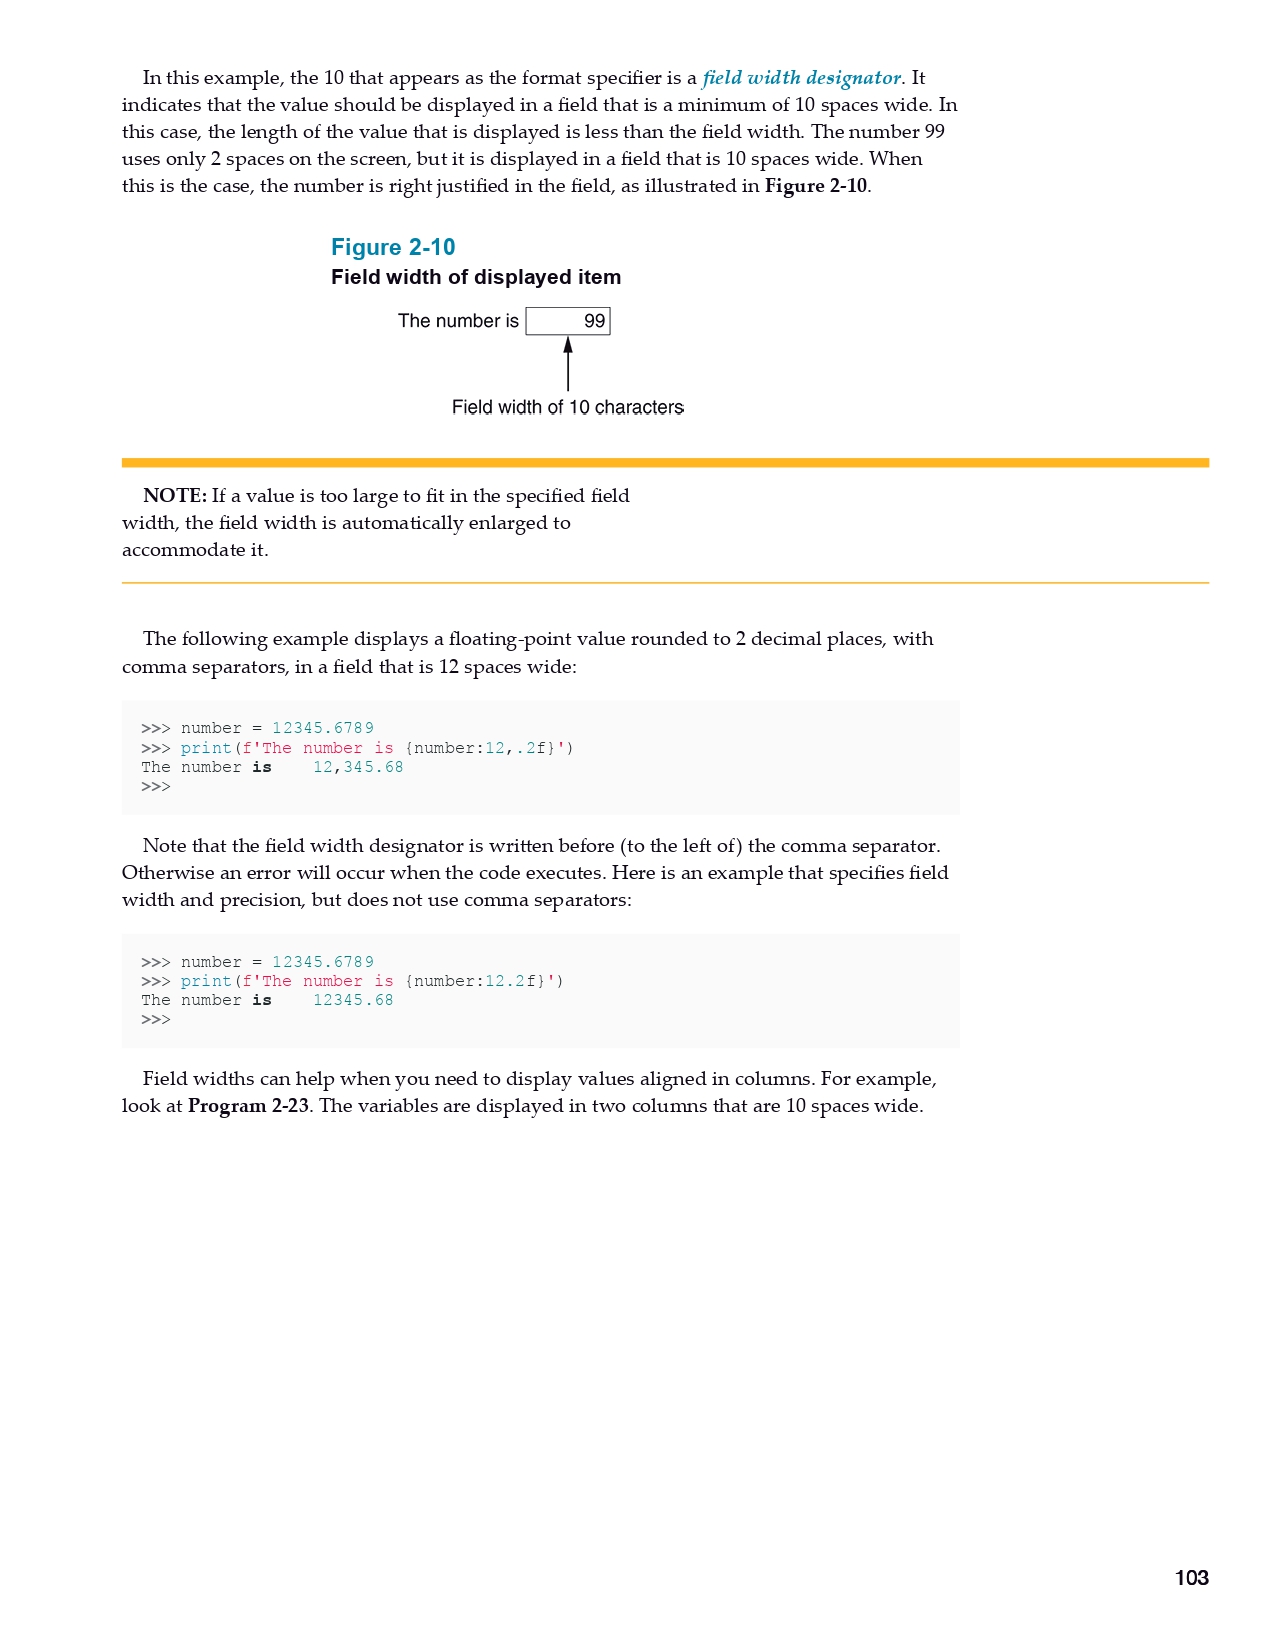 In this example, the 10 that appears as the format specifier is a field width designator. It
indicates that the value should be displayed in a field that is a minimum of 10 spaces wide. In
this case, the length of the value that is displayed is less than the field width. The number 99
uses only 2 spaces on the screen, but it is displayed in a field that is 10 spaces wide. When
this is the case, the number is right justified in the field, as illustrated in Figure 2-10.
Figure 2-10
Field width of displayed item
The number is 99
Field width of 10 characters
NOTE: If a value is too large to fit in the specified field
width, the field width is automatically enlarged to
accommodate it.
The following example displays a floating-point value rounded to 2 decimal places, with
comma separators, in a field that is 12 spaces wide:
>>> number = 12345.6789
>>> print(f'The number is {number:12,.2f}')
The number is    12,345.68
>>>
Note that the field width designator is written before (to the left of) the comma separator.
Otherwise an error will occur when the code executes. Here is an example that specifies field
width and precision, but does not use comma separators:
>>> number = 12345.6789
>>> print(f'The number is {number:12.2f}')
The number is    12345.68
>>>
Field widths can help when you need to display values aligned in columns. For example,
look at Program 2-23. The variables are displayed in two columns that are 10 spaces wide.
103